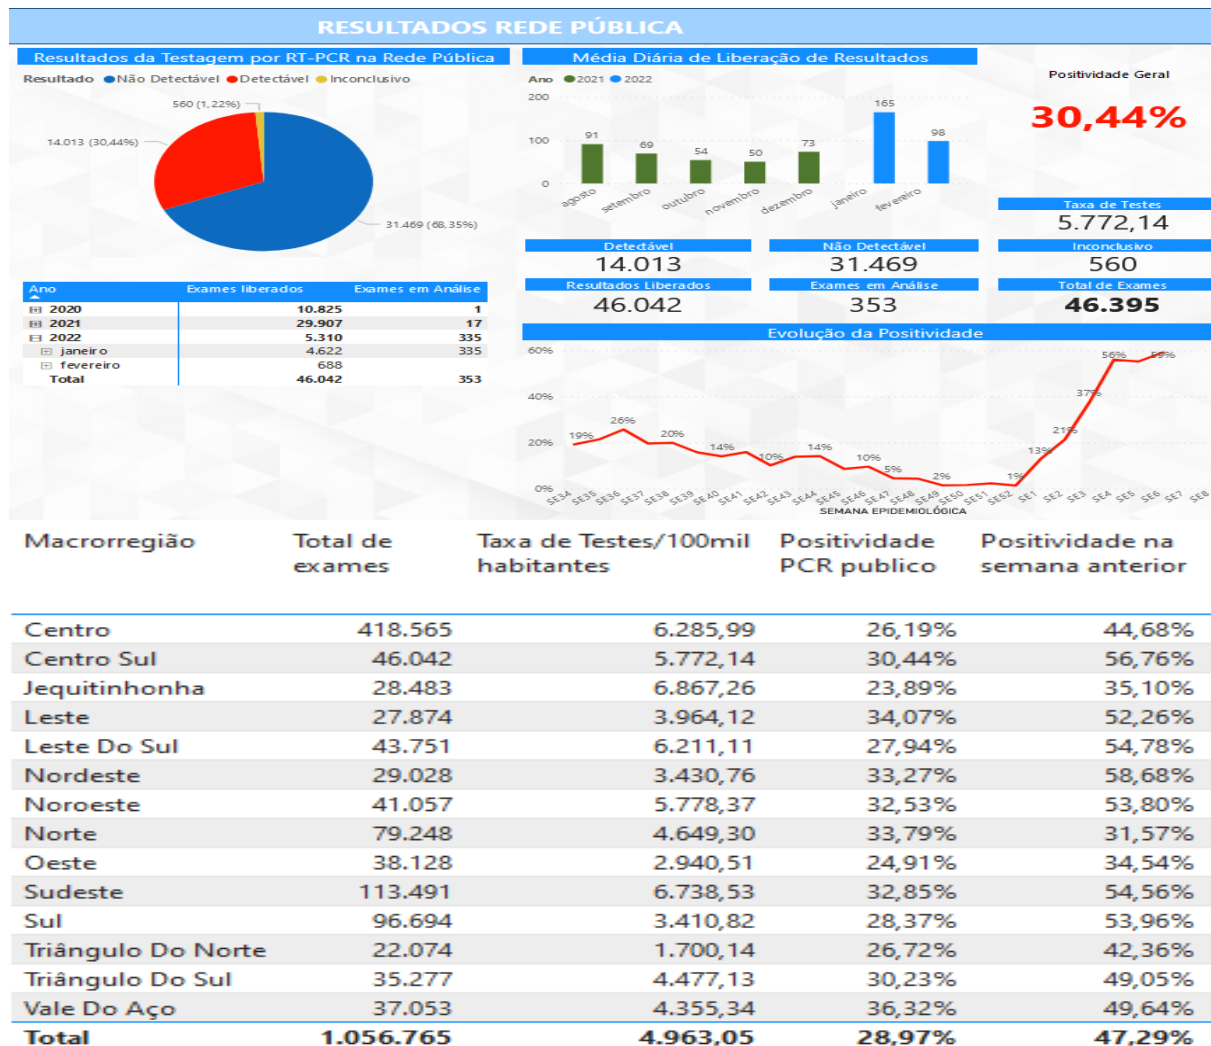 RESULTADOS REDE PÚBLICA
Resultados da Testagem por RT-PCR na Rede Pública
Resultado Não Detectável Detectável Inconclusivo
560 (1,22%)
14.013 (30,44%)
31.469 (68,35%)
Média Diária de Liberação de Resultados
Ano 2021 2022
200
100
0
91
69
54
50
73
165
98
agosto
setembro
outubro
novembro
dezembro
janeiro
fevereiro
Positividade Geral
30,44%
Taxa de Testes
5.772,14
Detectável
14.013
Não Detectável
31.469
Inconclusivo
560
Resultados Liberados
46.042
Exames em Análise
353
Total de Exames
46.395
Ano Exames liberados Exames em Análise
2020 10.825 1
2021 29.907 17
2022 5.310 335
janeiro 4.622 335
fevereiro 688
Total 46.042 353
Evolução da Positividade
60%
40%
20%
0%
19%
26%
20%
14%
10%
14%
10%
5%
2%
1%
13%
21%
37%
56%
59%
SE34 SE35 SE36 SE37 SE38 SE39 SE40 SE41 SE42 SE43 SE44 SE45 SE46 SE47 SE48 SE49 SE50 SE51 SE52 SE1 SE2 SE3 SE4 SE5 SE6 SE7 SE8
SEMANA EPIDEMIOLÓGICA
Macrorregião Total de exames Taxa de Testes/100mil habitantes Positividade PCR publico Positividade na semana anterior
Centro 418.565 6.285,99 26,19% 44,68%
Centro Sul 46.042 5.772,14 30,44% 56,76%
Jequitinhonha 28.483 6.867,26 23,89% 35,10%
Leste 27.874 3.964,12 34,07% 52,26%
Leste Do Sul 43.751 6.211,11 27,94% 54,78%
Nordeste 29.028 3.430,76 33,27% 58,68%
Noroeste 41.057 5.778,37 32,53% 53,80%
Norte 79.248 4.649,30 33,79% 31,57%
Oeste 38.128 2.940,51 24,91% 34,54%
Sudeste 113.491 6.738,53 32,85% 54,56%
Sul 96.694 3.410,82 28,37% 53,96%
Triângulo Do Norte 22.074 1.700,14 26,72% 42,36%
Triângulo Do Sul 35.277 4.477,13 30,23% 49,05%
Vale Do Aço 37.053 4.355,34 36,32% 49,64%
Total 1.056.765 4.963,05 28,97% 47,29%